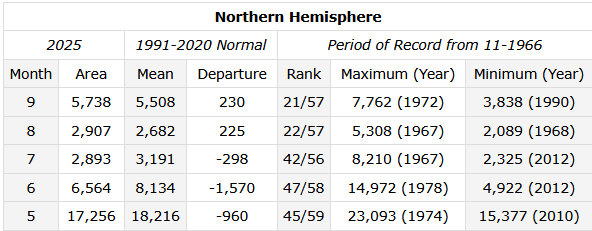 Northern Hemisphere
2025 1991-2020 Normal Period of Record from 11-1966
Month Area Mean Departure Rank Maximum (Year) Minimum (Year)
9 5,738 5,508 230 21/57 7,762 (1972) 3,838 (1990)
8 2,907 2,682 225 22/57 5,308 (1967) 2,089 (1968)
7 2,893 3,191 -298 42/56 8,210 (1967) 2,325 (2012)
6 6,564 8,134 -1,570 47/58 14,972 (1978) 4,922 (2012)
5 17,256 18,216 -960 45/59 23,093 (1974) 15,377 (2010)